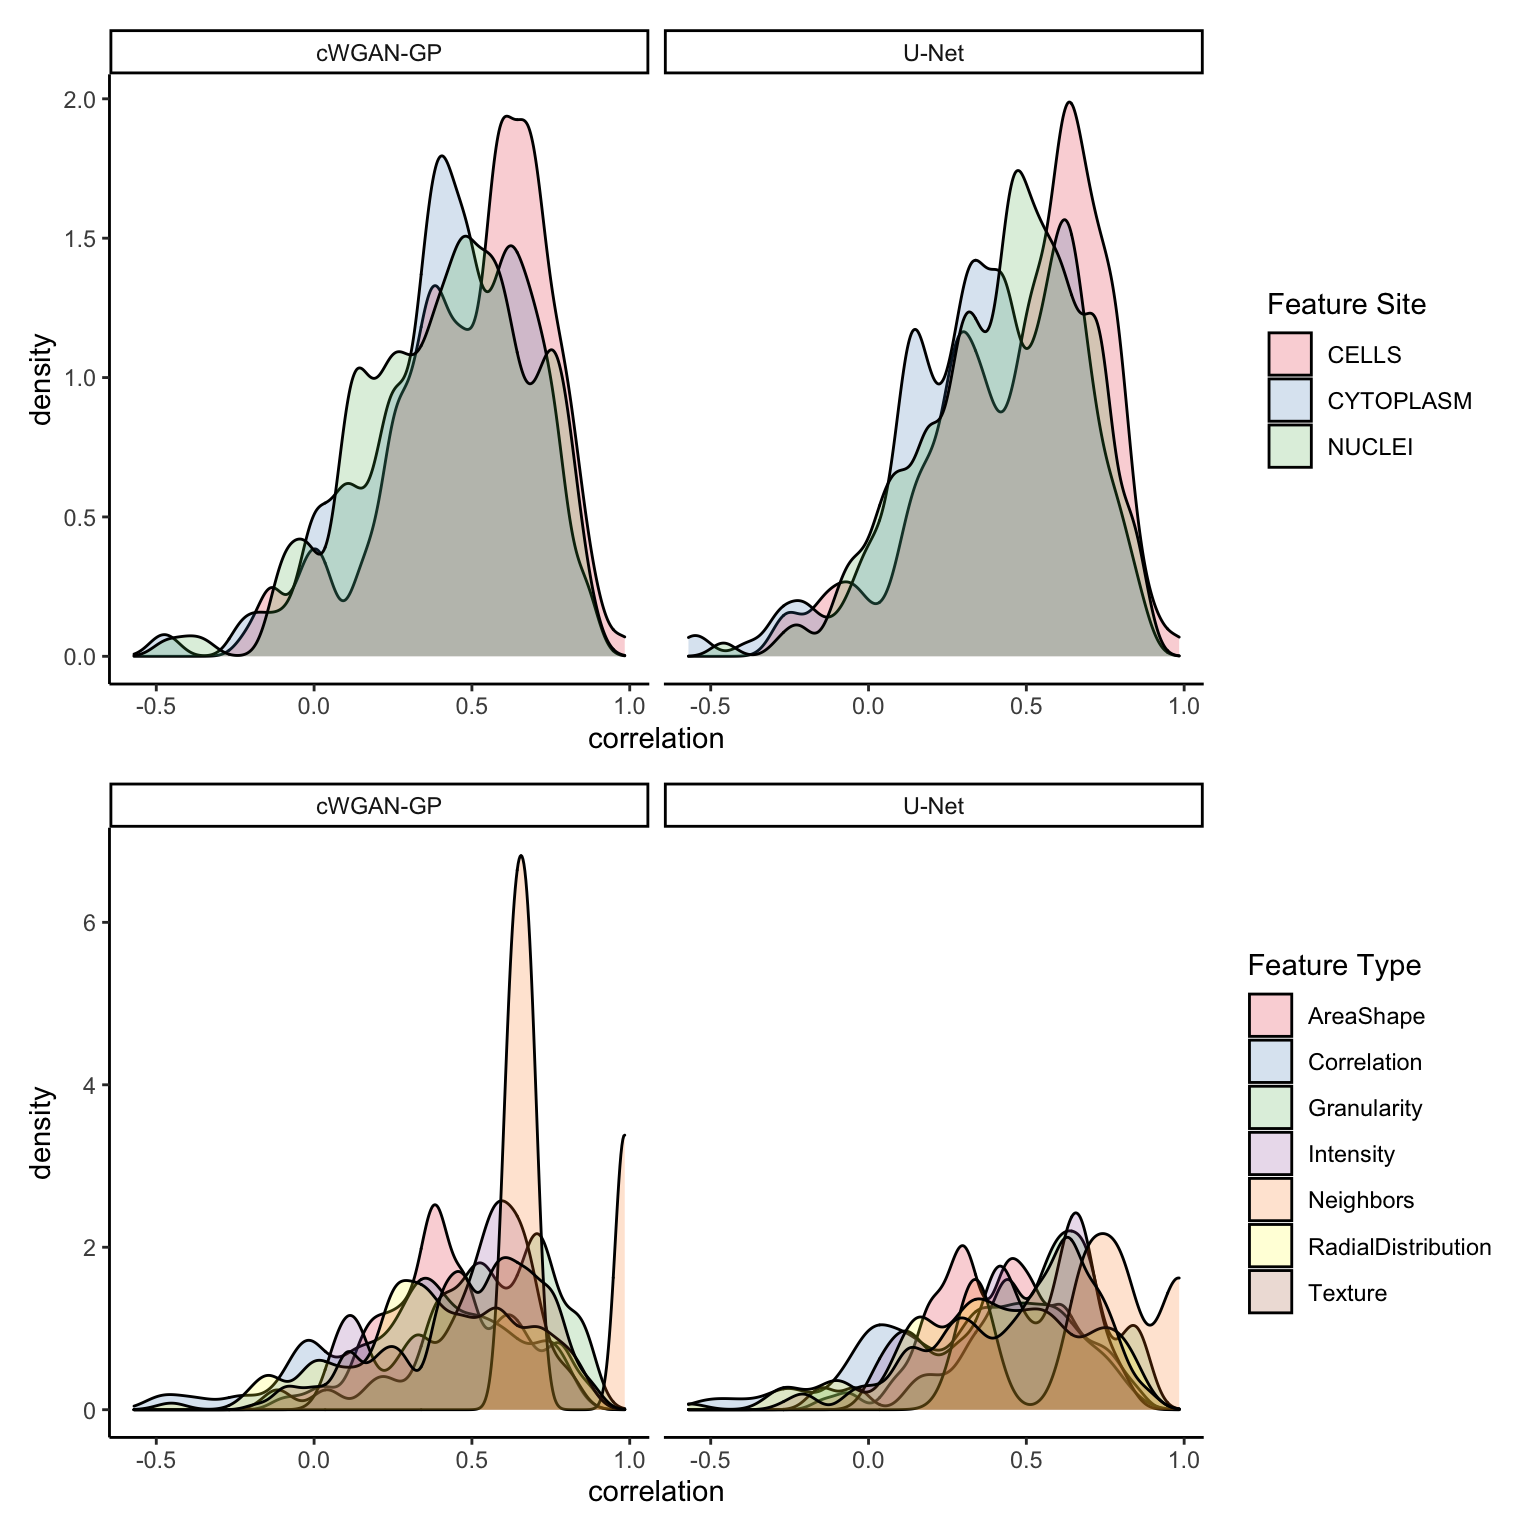 cWGAN-GP U-Net
2.0
1.5
1.0
0.5
0.0
density
-0.5 0.0 0.5 1.0 -0.5 0.0 0.5 1.0
correlation
Feature Site
CELLS
CYTOPLASM
NUCLEI
cWGAN-GP U-Net
6
4
2
0
density
-0.5 0.0 0.5 1.0 -0.5 0.0 0.5 1.0
correlation
Feature Type
AreaShape
Correlation
Granularity
Intensity
Neighbors
RadialDistribution
Texture